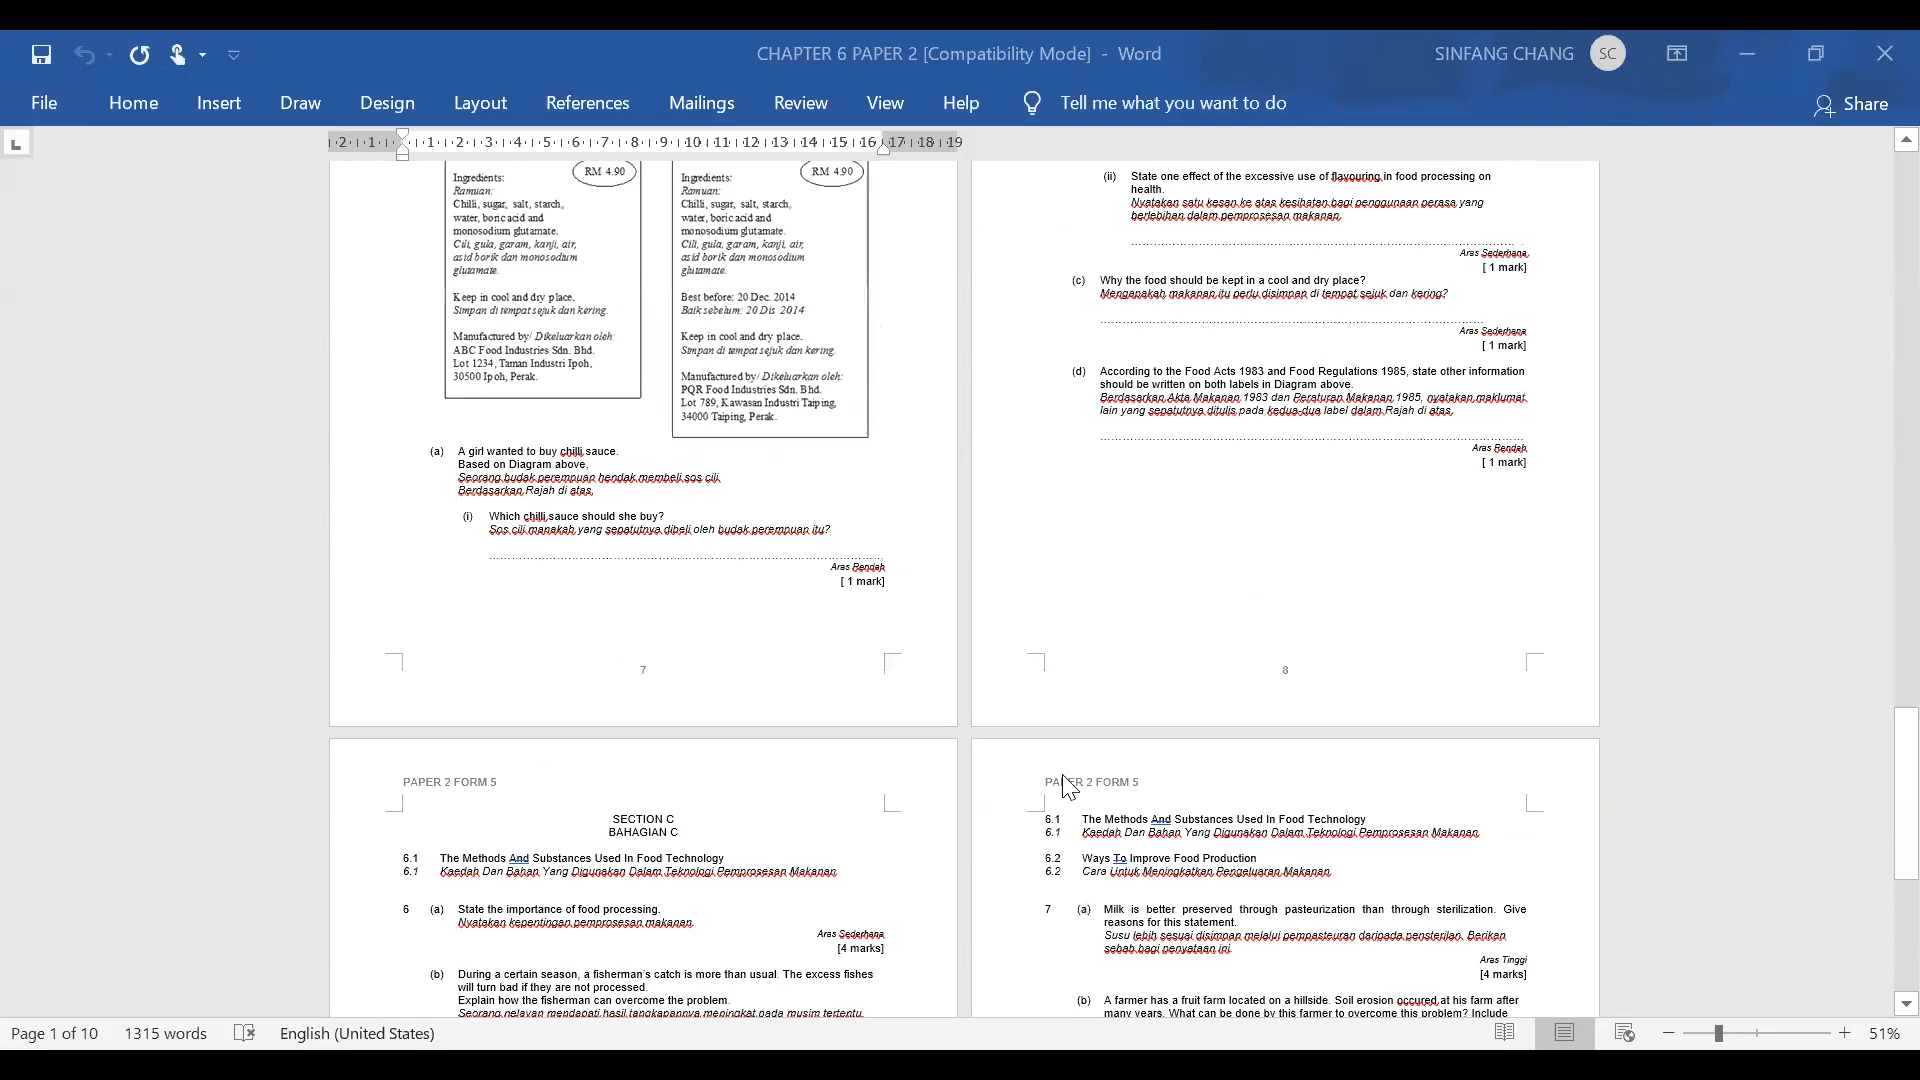 CHAPTER 6 PAPER 2 [Compatibility Mode] - Word
SINFANG CHANG
SC
File
Home
Insert
Draw
Design
Layout
References
Mailings
Review
View
Help
Tell me what you want to do
Share
2 1 1 2 3 4 5 6 7 8 9 10 11 12 13 14 15 16 17 18 19
RM 4.90
Ingredients:
Ramuan:
Chilli, sugar, salt, starch,
water, boric acid and
monosodium glutamate.
Cili, gula, garam, kanji, air,
asid borik dan monosodium
glutamate.
Keep in cool and dry place.
Simpan di tempat sejuk dan kering.
Manufactured by/ Dikeluarkan oleh:
ABC Food Industries Sdn. Bhd.
Lot 1234, Taman Industri Ipoh,
30500 Ipoh, Perak.
RM 4.90
Ingredients:
Ramuan:
Chilli, sugar, salt, starch,
water, boric acid and
monosodium glutamate.
Cili, gula, garam, kanji, air,
asid borik dan monosodium
glutamate.
Best before: 20 Dec. 2014
Baik sebelum: 20 Dis 2014
Keep in cool and dry place.
Simpan di tempat sejuk dan kering.
Manufactured by/ Dikeluarkan oleh:
PQR Food Industries Sdn. Bhd.
Lot 789, Kawasan Industri Taiping,
34000 Taiping, Perak.
(a) A girl wanted to buy chilli sauce.
Based on Diagram above,
Seorang budak perempuan hendak membeli sos cili.
Berdasarkan Rajah di atas,
(i) Which chilli sauce should she buy?
Sos cili manakah yang sepatutnya dibeli oleh budak perempuan itu?
Aras Rendah
[ 1 mark]
7
(ii) State one effect of the excessive use of flavouring in food processing on
health.
Nyatakan satu kesan ke atas kesihatan bagi penggunaan perasa yang
berlebihan dalam pemprosesan makanan.
Aras Sederhana
[ 1 mark]
(c) Why the food should be kept in a cool and dry place?
Mengapakah makanan itu perlu disimpan di tempat sejuk dan kering?
Aras Sederhana
[ 1 mark]
(d) According to the Food Acts 1983 and Food Regulations 1985, state other information
should be written on both labels in Diagram above.
Berdasarkan Akta Makanan 1983 dan Peraturan Makanan 1985, nyatakan maklumat
lain yang sepatutnya ditulis pada kedua-dua label dalam Rajah di atas.
Aras Rendah
[ 1 mark]
8
PAPER 2 FORM 5
SECTION C
BAHAGIAN C
6.1 The Methods And Substances Used In Food Technology
6.1 Kaedah Dan Bahan Yang Digunakan Dalam Teknologi Pemprosesan Makanan
6 (a) State the importance of food processing.
Nyatakan kepentingan pemprosesan makanan.
Aras Sederhana
[4 marks]
(b) During a certain season, a fisherman's catch is more than usual. The excess fishes
will turn bad if they are not processed.
Explain how the fisherman can overcome the problem.
Seorang nelayan mendapati hasil tangkapannya meningkat pada musim tertentu.
PAPER 2 FORM 5
6.1 The Methods And Substances Used In Food Technology
6.1 Kaedah Dan Bahan Yang Digunakan Dalam Teknologi Pemprosesan Makanan
6.2 Ways To Improve Food Production
6.2 Cara Untuk Meningkatkan Pengeluaran Makanan
7 (a) Milk is better preserved through pasteurization than through sterilization. Give
reasons for this statement.
Susu lebih sesuai disimpan melalui pempasteuran daripada pensterilan. Berikan
sebab bagi penyataan ini.
Aras Tinggi
[4 marks]
(b) A farmer has a fruit farm located on a hillside. Soil erosion occured at his farm after
many years. What can be done by this farmer to overcome this problem? Include
Page 1 of 10
1315 words
English (United States)
51%